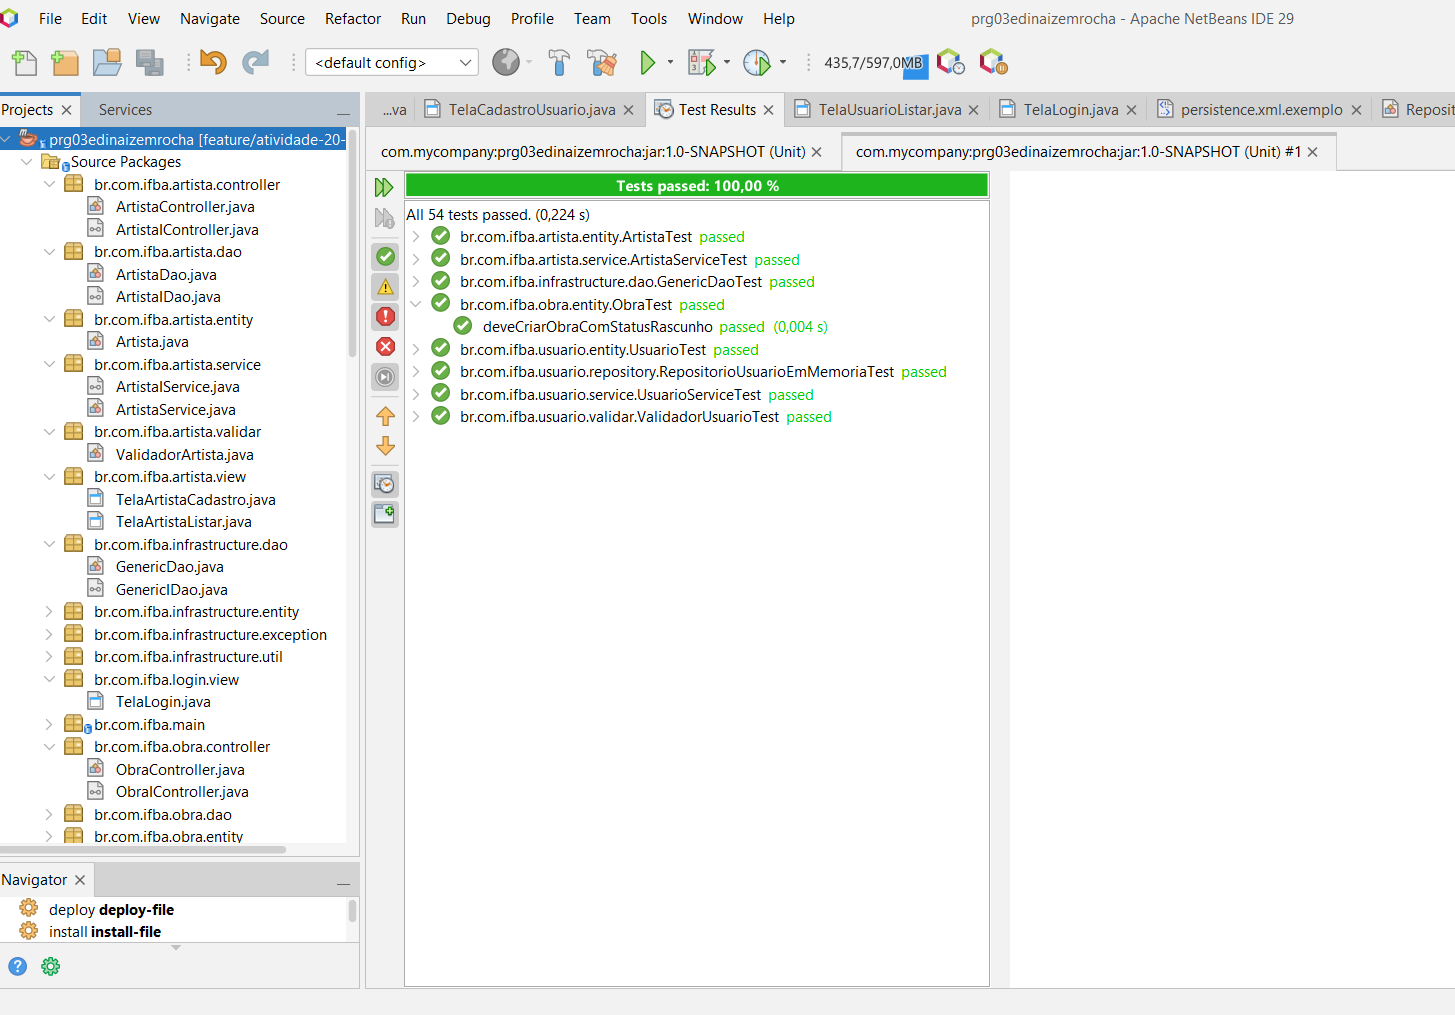 File Edit View Navigate Source Refactor Run Debug Profile Team Tools Window Help prg03edinaizemrocha - Apache NetBeans IDE 29
<default config> 435,7/597,0MB
Projects Services
...va TelaCadastroUsuario.java Test Results TelaUsuarioListar.java TelaLogin.java persistence.xml.exemplo Reposit
prg03edinaizemrocha [feature/atividade-20-
Source Packages
br.com.ifba.artista.controller
ArtistaController.java
ArtistaIController.java
br.com.ifba.artista.dao
ArtistaDao.java
ArtistaIDao.java
br.com.ifba.artista.entity
Artista.java
br.com.ifba.artista.service
ArtistaIService.java
ArtistaService.java
br.com.ifba.artista.validar
ValidadorArtista.java
br.com.ifba.artista.view
TelaArtistaCadastro.java
TelaArtistaListar.java
br.com.ifba.infrastructure.dao
GenericDao.java
GenericIDao.java
br.com.ifba.infrastructure.entity
br.com.ifba.infrastructure.exception
br.com.ifba.infrastructure.util
br.com.ifba.login.view
TelaLogin.java
br.com.ifba.main
br.com.ifba.obra.controller
ObraController.java
ObraIController.java
br.com.ifba.obra.dao
br.com.ifba.obra.entity
Navigator
deploy deploy-file
install install-file
com.mycompany:prg03edinaizemrocha:jar:1.0-SNAPSHOT (Unit) com.mycompany:prg03edinaizemrocha:jar:1.0-SNAPSHOT (Unit) #1
Tests passed: 100,00 %
All 54 tests passed. (0,224 s)
br.com.ifba.artista.entity.ArtistaTest passed
br.com.ifba.artista.service.ArtistaServiceTest passed
br.com.ifba.infrastructure.dao.GenericDaoTest passed
br.com.ifba.obra.entity.ObraTest passed
deveCriarObraComStatusRascunho passed (0,004 s)
br.com.ifba.usuario.entity.UsuarioTest passed
br.com.ifba.usuario.repository.RepositorioUsuarioEmMemoriaTest passed
br.com.ifba.usuario.service.UsuarioServiceTest passed
br.com.ifba.usuario.validar.ValidadorUsuarioTest passed